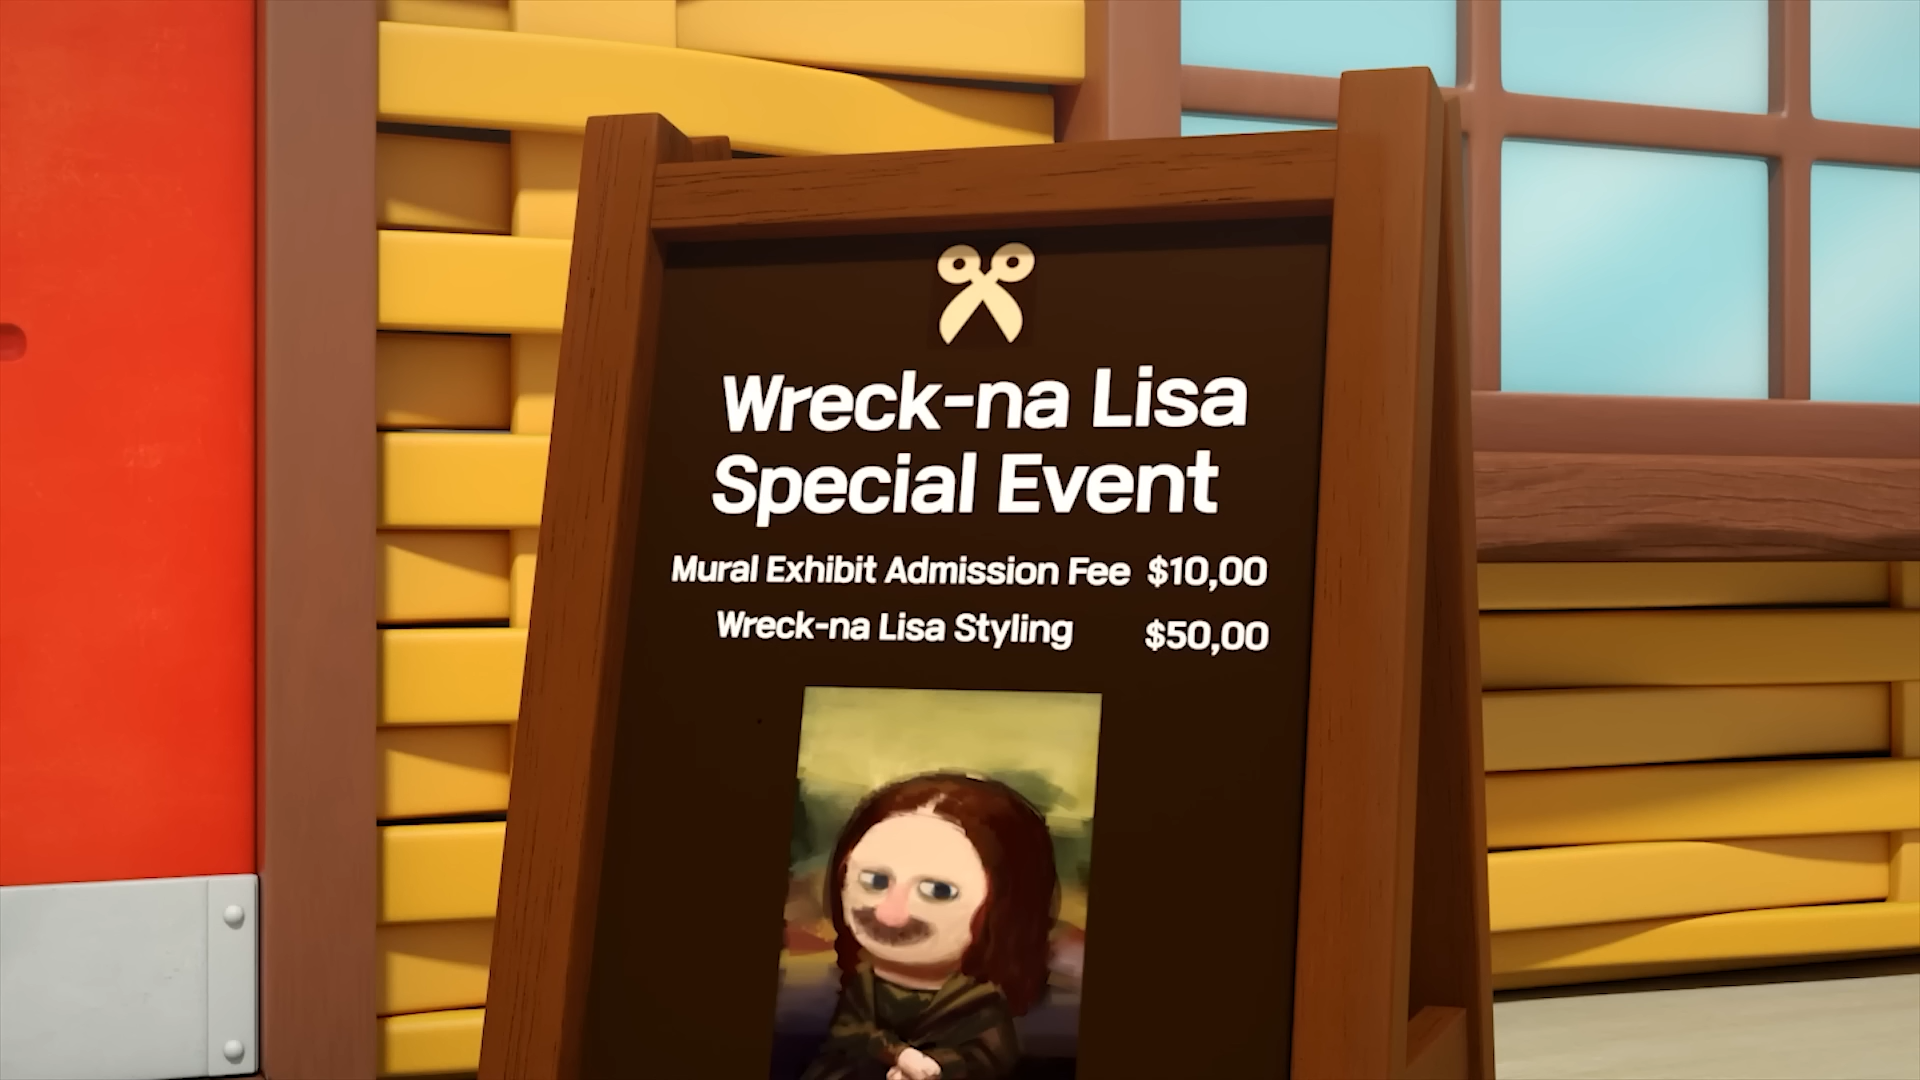 Wreck-na Lisa
Special Event
Mural Exhibit Admission Fee $10,00
Wreck-na Lisa Styling $50,00